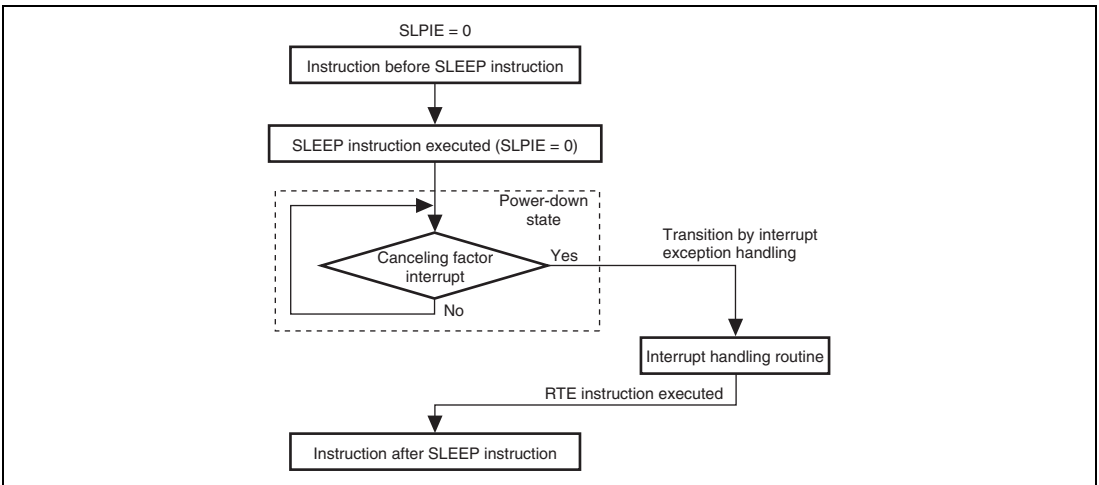 SLPIE = 0
Instruction before SLEEP instruction
SLEEP instruction executed (SLPIE = 0)
Power-down
state
Canceling factor
interrupt
Yes
No
Transition by interrupt
exception handling
Interrupt handling routine
RTE instruction executed
Instruction after SLEEP instruction